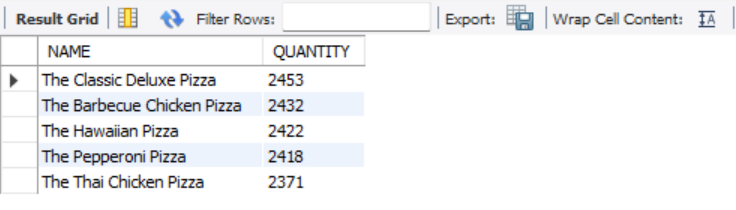 Result Grid Filter Rows: Export: Wrap Cell Content: IA
NAME QUANTITY
The Classic Deluxe Pizza 2453
The Barbecue Chicken Pizza 2432
The Hawaiian Pizza 2422
The Pepperoni Pizza 2418
The Thai Chicken Pizza 2371